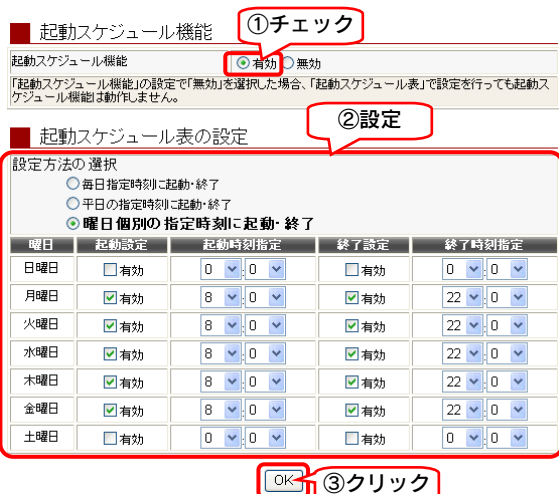 起動スケジュール機能
①チェック
起動スケジュール機能 有効 無効
「起動スケジュール機能」の設定で「無効」を選択した場合、「起動スケジュール表」で設定を行っても起動ス
ケジュール機能は動作しません。
②設定
起動スケジュール表の設定
設定方法の選択
毎日指定時刻に起動・終了
平日の指定時刻に起動・終了
曜日個別の指定時刻に起動・終了
曜日 起動設定 起動時刻指定 終了設定 終了時刻指定
日曜日 有効 0 : 0 有効 0 : 0
月曜日 有効 8 : 0 有効 22 : 0
火曜日 有効 8 : 0 有効 22 : 0
水曜日 有効 8 : 0 有効 22 : 0
木曜日 有効 8 : 0 有効 22 : 0
金曜日 有効 8 : 0 有効 22 : 0
土曜日 有効 0 : 0 有効 0 : 0
OK ③クリック